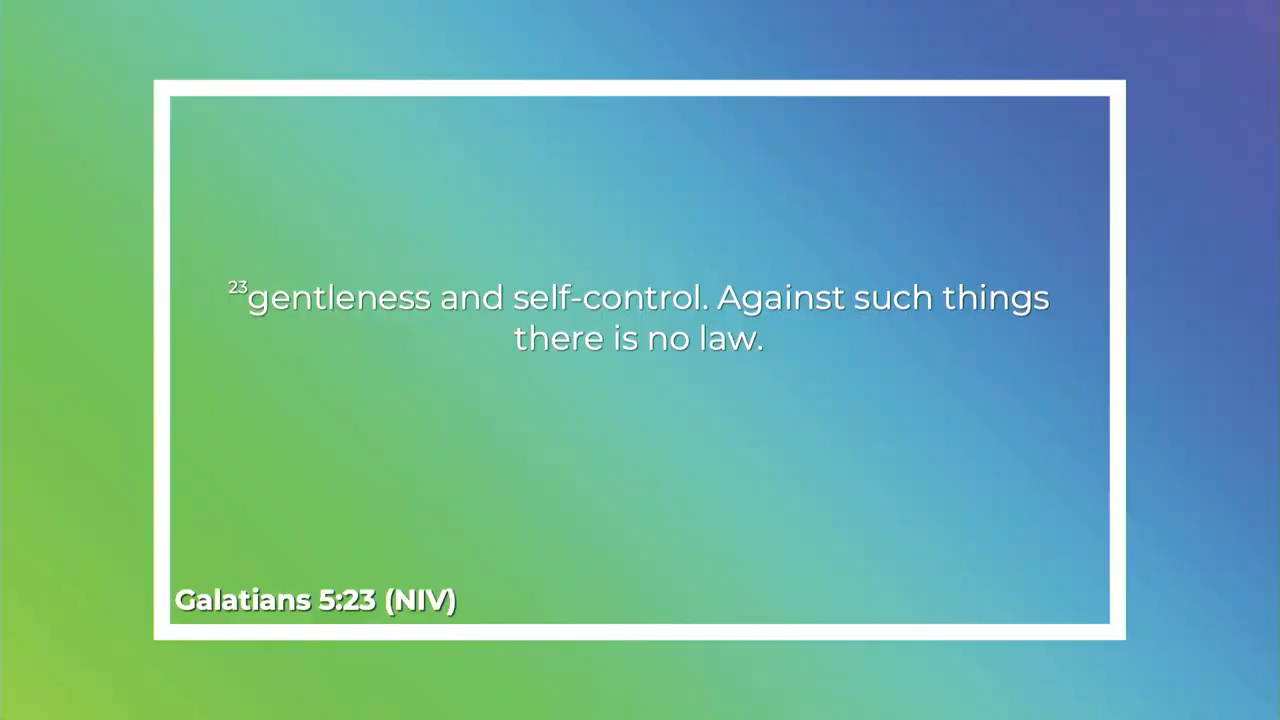 ²³gentleness and self-control. Against such things
there is no law.
Galatians 5:23 (NIV)